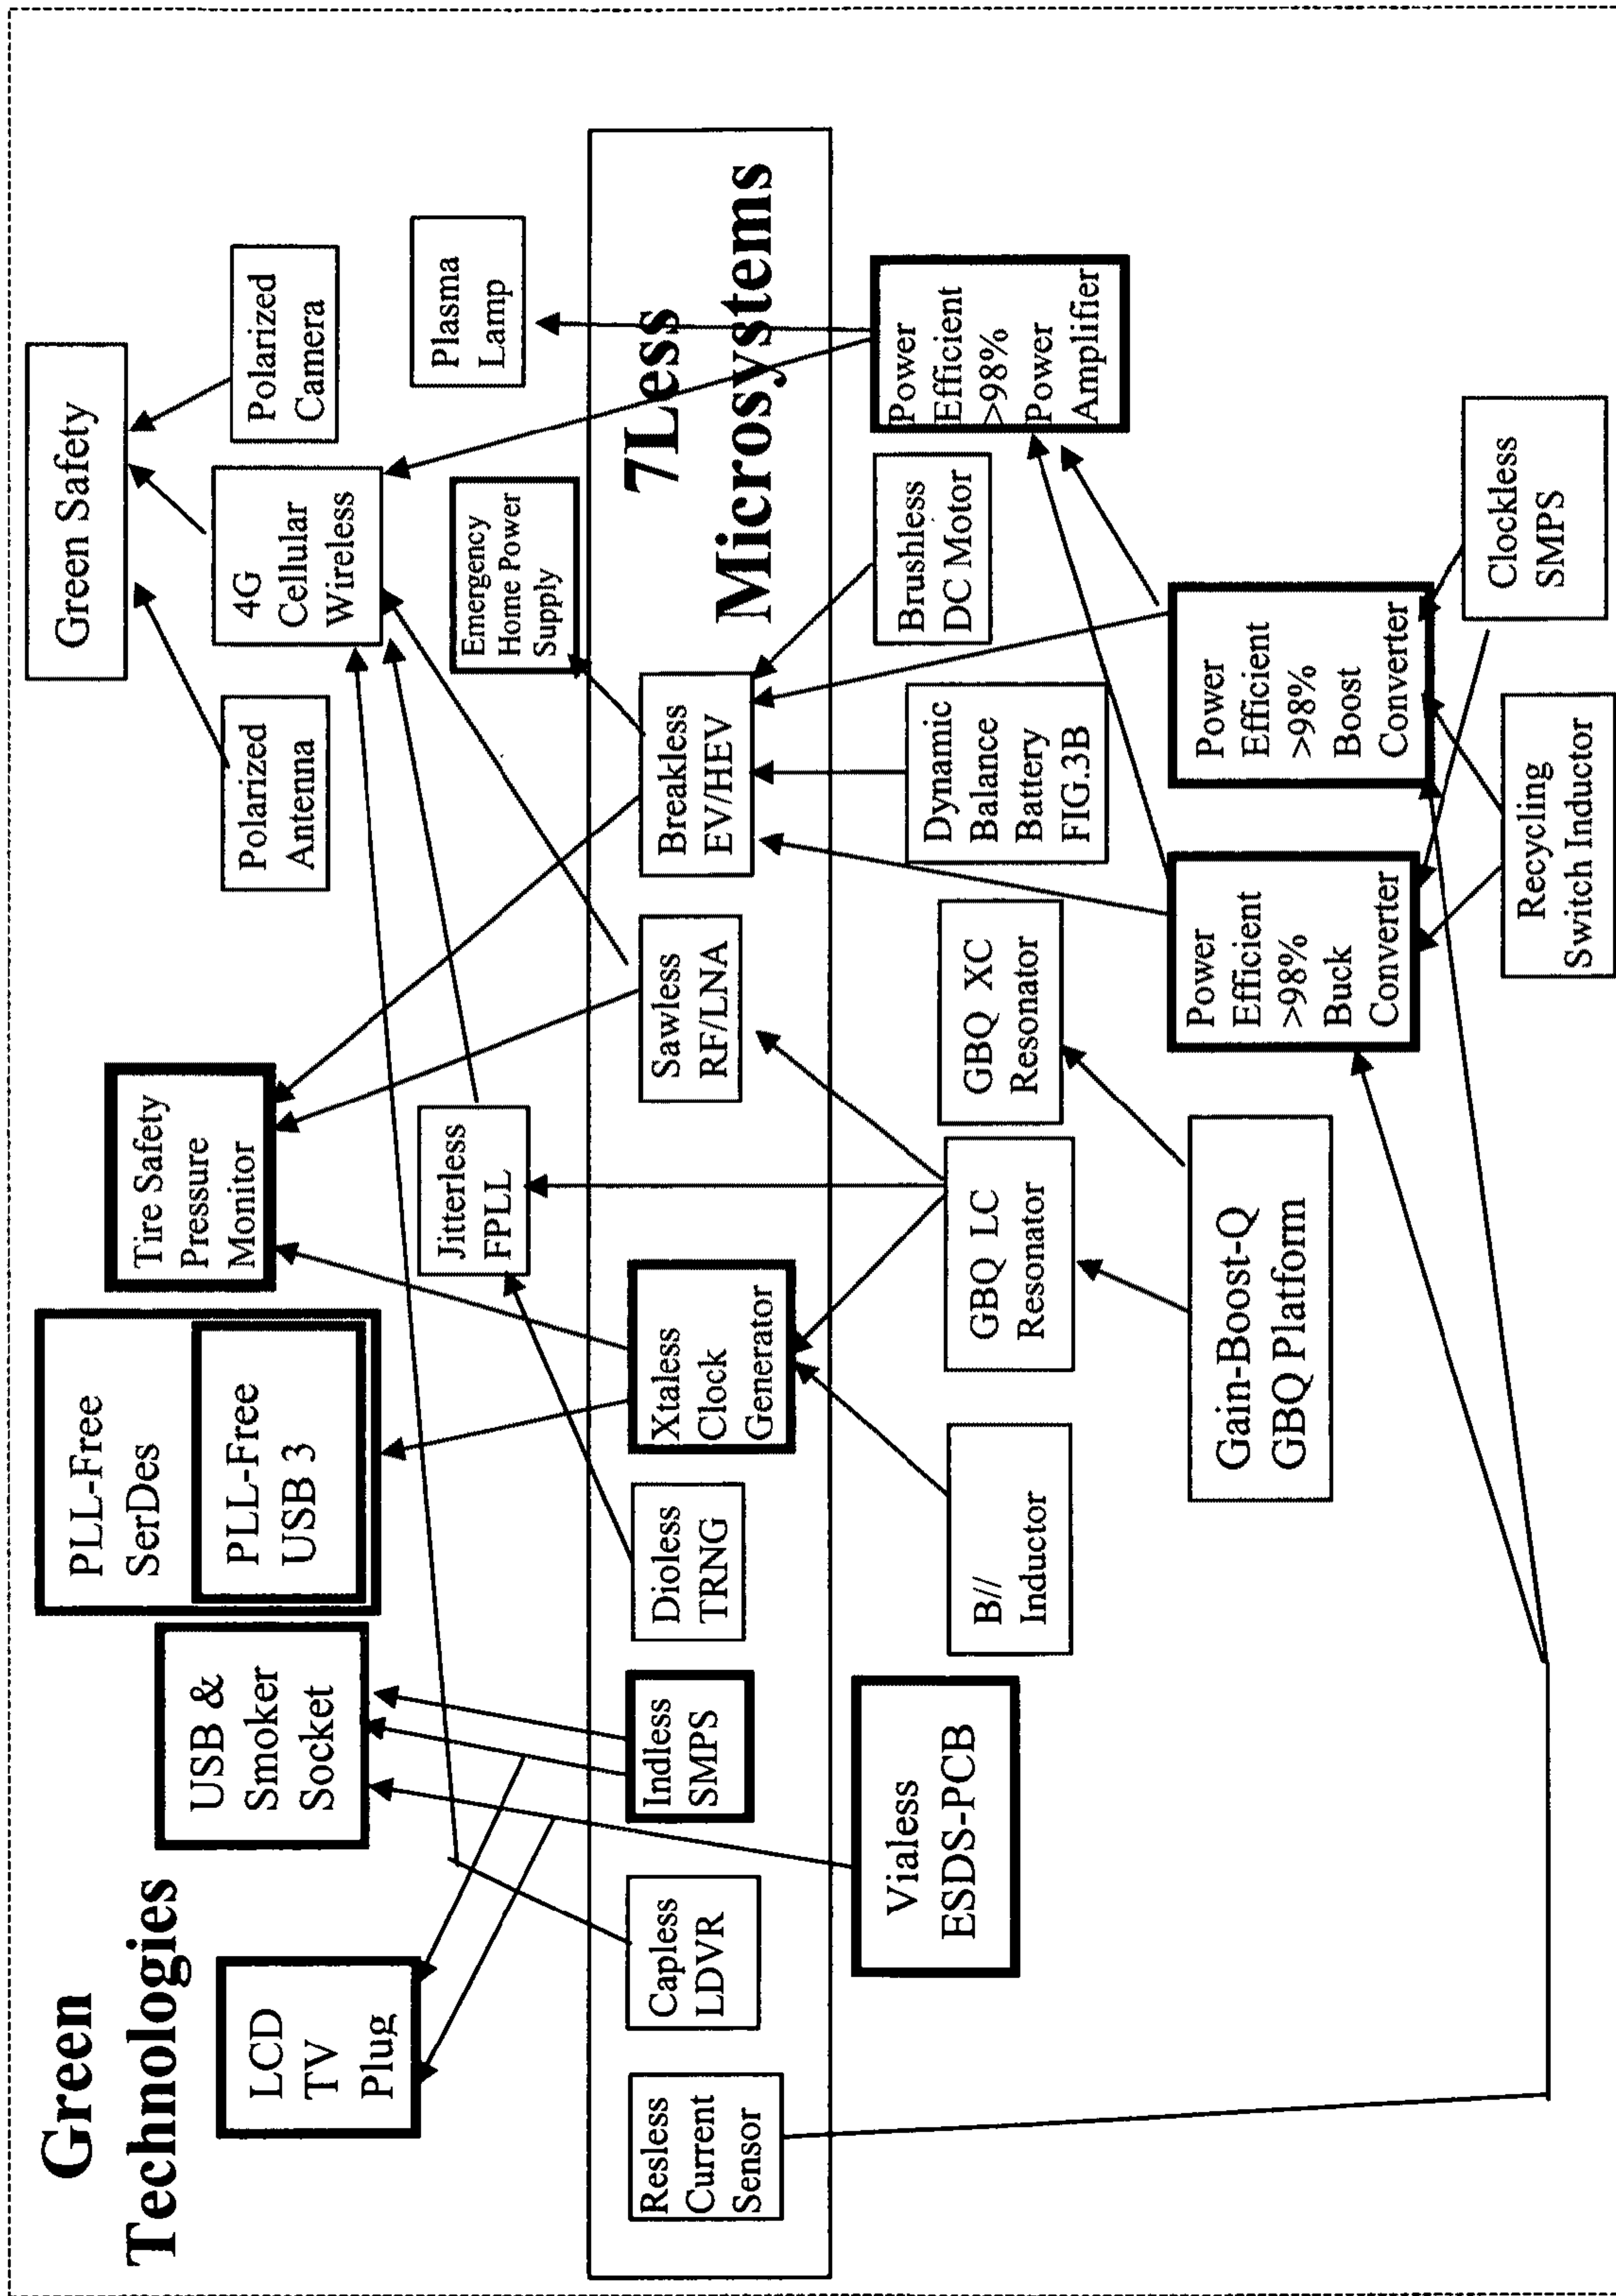 Green
Technologies
LCD
TV
Plug
USB &
Smoker
Socket
PLL-Free
SerDes
PLL-Free
USB 3
Tire Safety
Pressure
Monitor
Polarized
Antenna
Green Safety
4G
Cellular
Wireless
Polarized
Camera
Jitterless
FPLL
Emergency
Home Power
Supply
Plasma
Lamp
Resless
Current
Sensor
Capless
LDVR
Indless
SMPS
Dioless
TRNG
Xtaless
Clock
Generator
Sawless
RF/LNA
Breakless
EV/HEV
7Less
Microsystems
Vialess
ESDS-PCB
B//
Inductor
GBQ LC
Resonator
GBQ XC
Resonator
Dynamic
Balance
Battery
FIG.3B
Brushless
DC Motor
Power
Efficient
>98%
Power
Amplifier
Gain-Boost-Q
GBQ Platform
Power
Efficient
>98%
Buck
Converter
Power
Efficient
>98%
Boost
Converter
Recycling
Switch Inductor
Clockless
SMPS